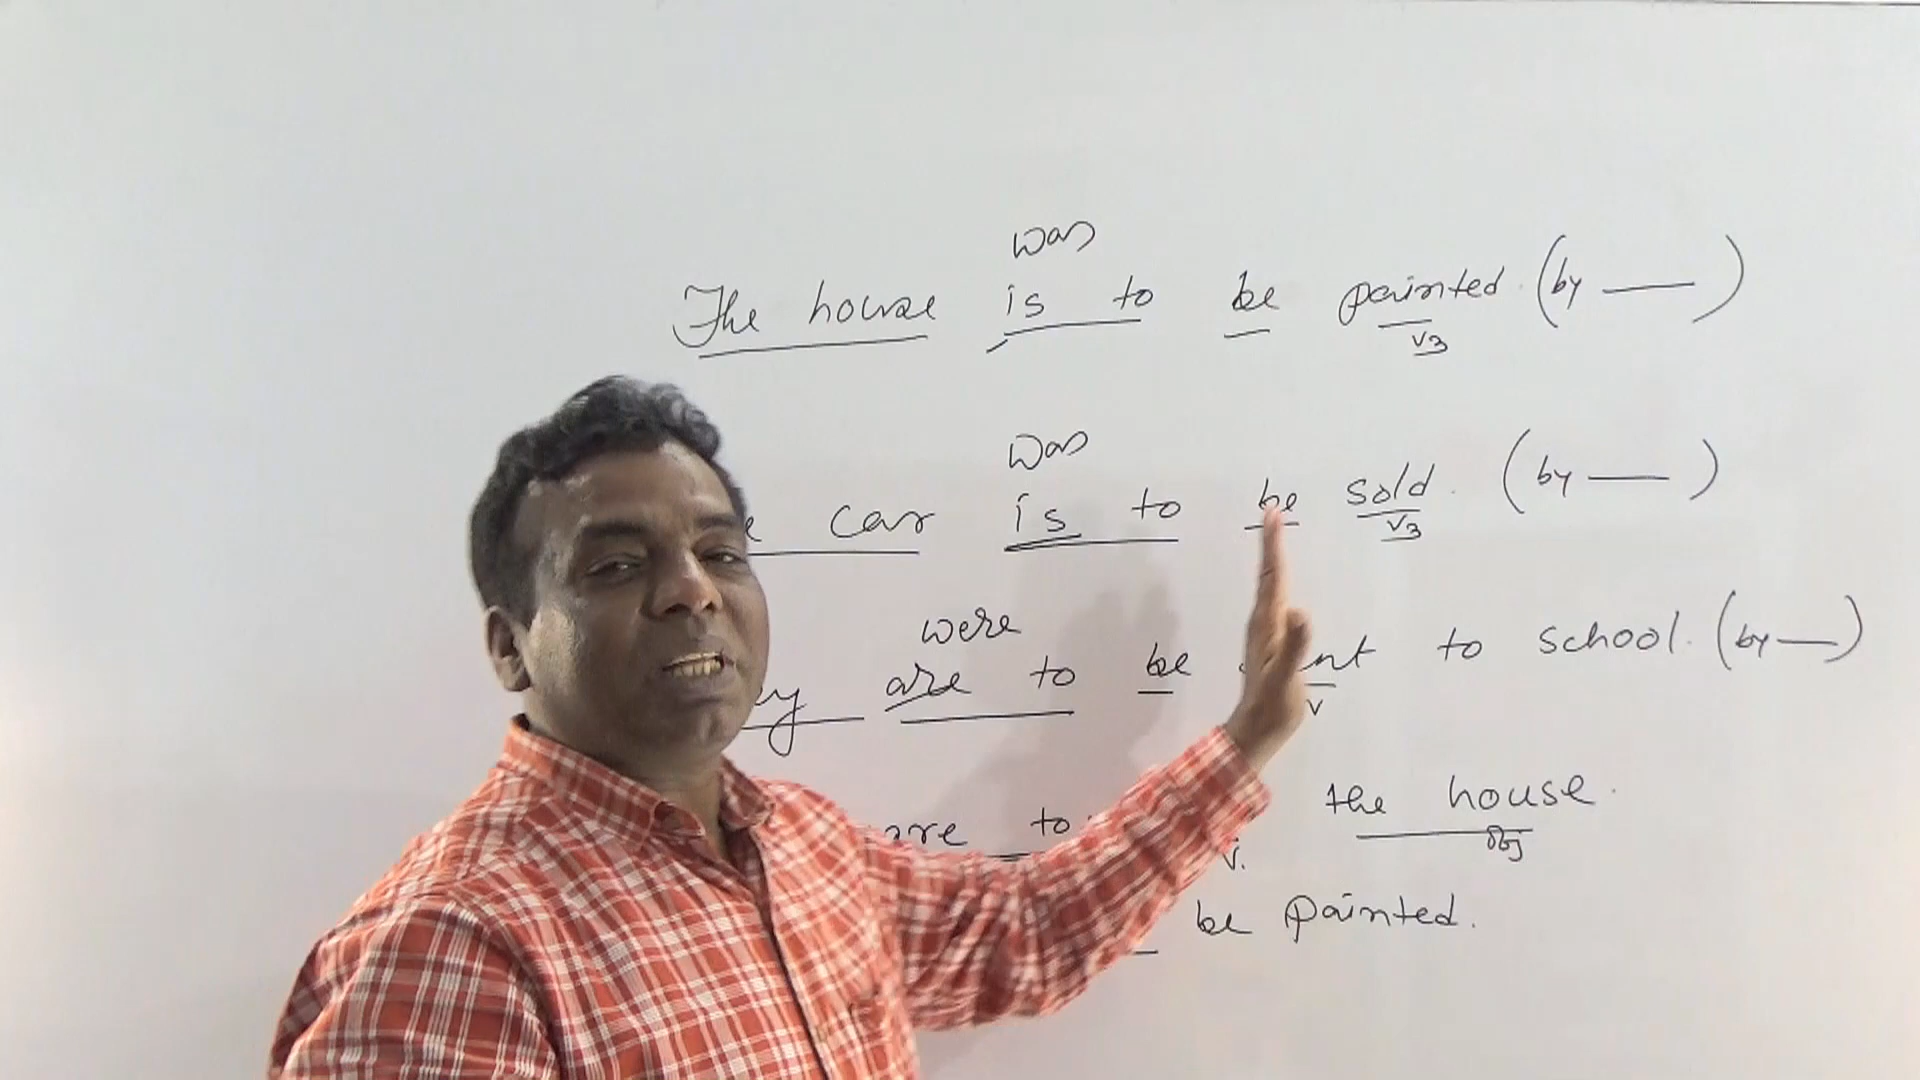 was
The house is to be painted. (by —)
v3
was
car is to be sold. (by —)
v3
were
are to be to school. (by —)
v
are to the house.
v. obj
be painted.